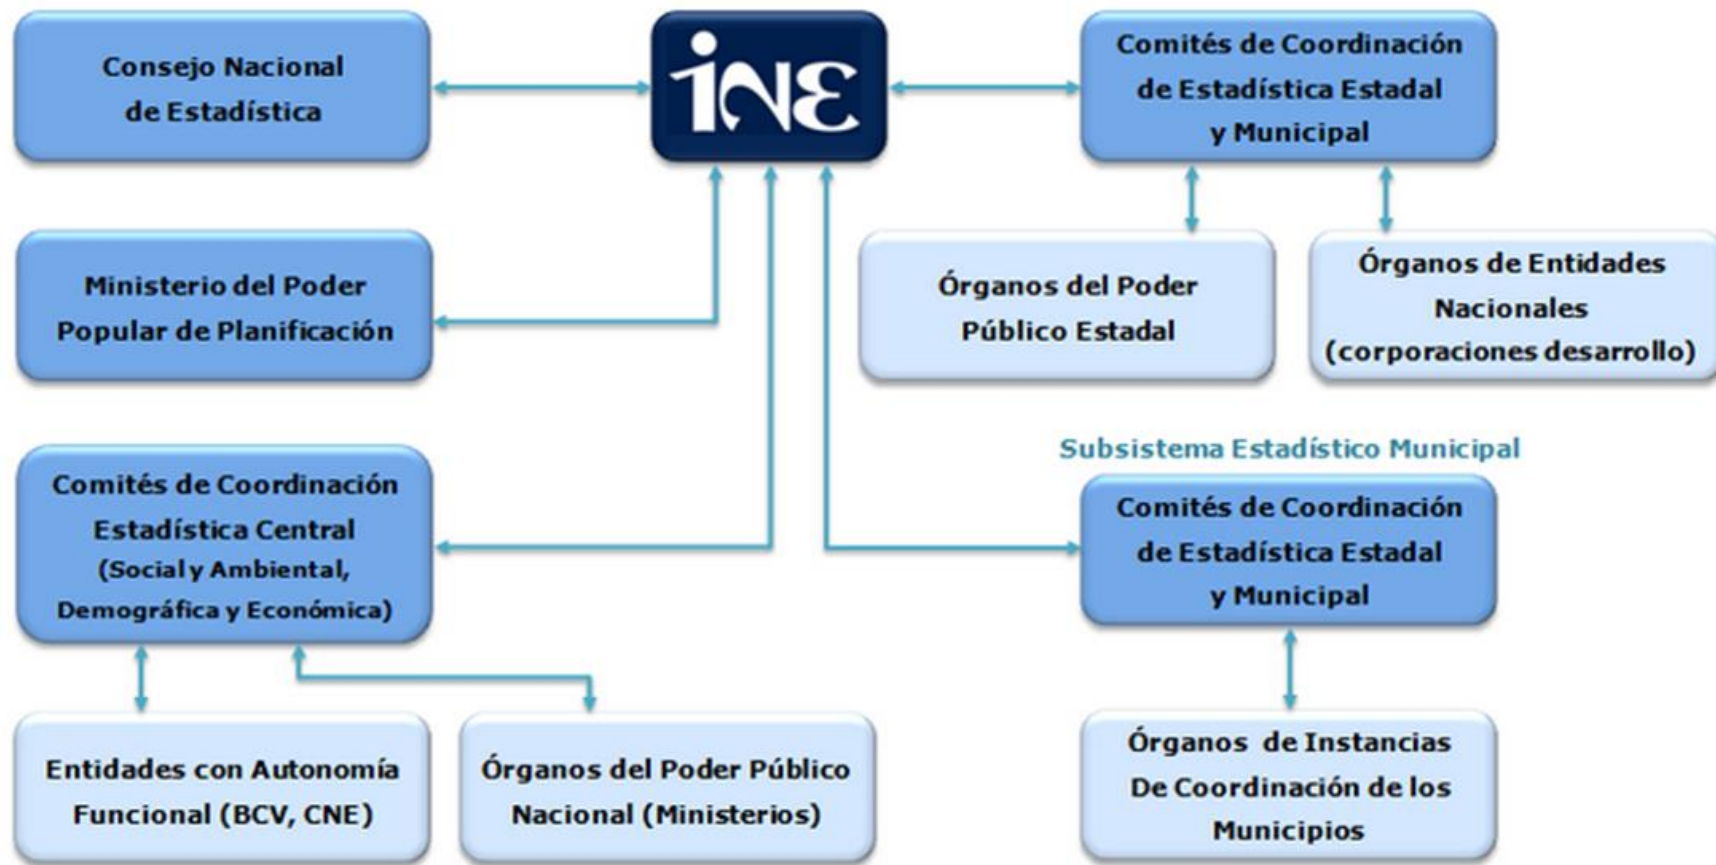 Consejo Nacional
de Estadística
iNE
Comités de Coordinación
de Estadística Estadal
y Municipal
Ministerio del Poder
Popular de Planificación
Órganos del Poder
Público Estadal
Órganos de Entidades
Nacionales
(corporaciones desarrollo)
Comités de Coordinación
Estadística Central
(Social y Ambiental,
Demográfica y Económica)
Subsistema Estadístico Municipal
Comités de Coordinación
de Estadística Estadal
y Municipal
Entidades con Autonomía
Funcional (BCV, CNE)
Órganos del Poder Público
Nacional (Ministerios)
Órganos de Instancias
De Coordinación de los
Municipios